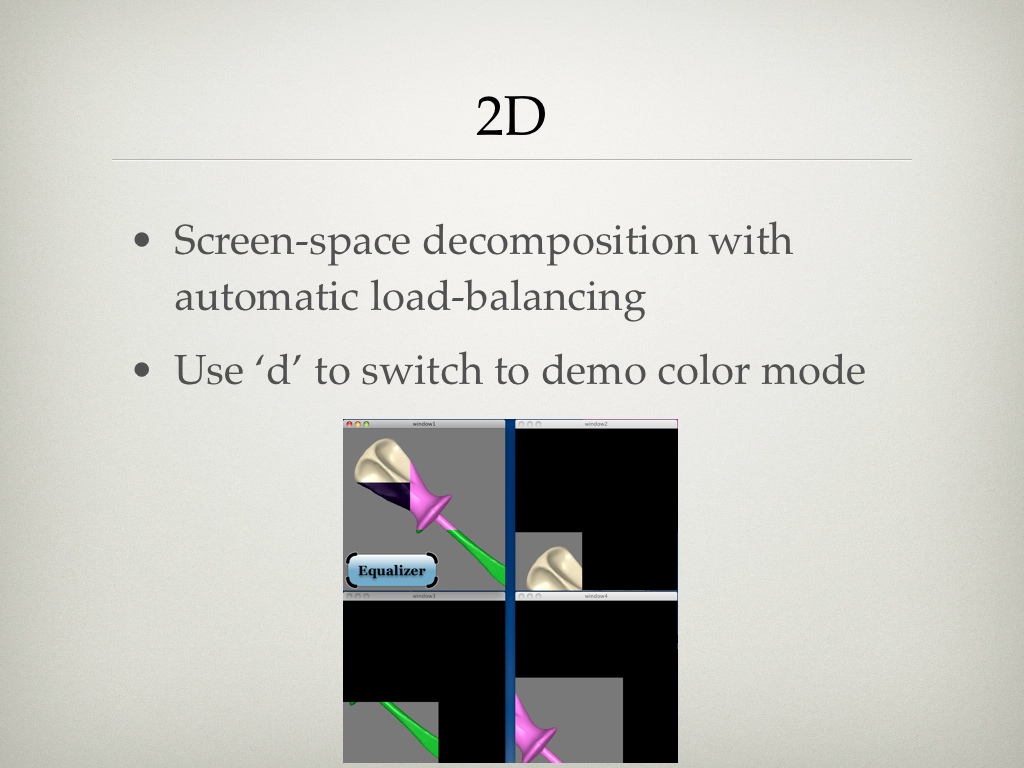 2D
• Screen-space decomposition with
automatic load-balancing
• Use ‘d’ to switch to demo color mode
window1
window2
Equalizer
window3
window4